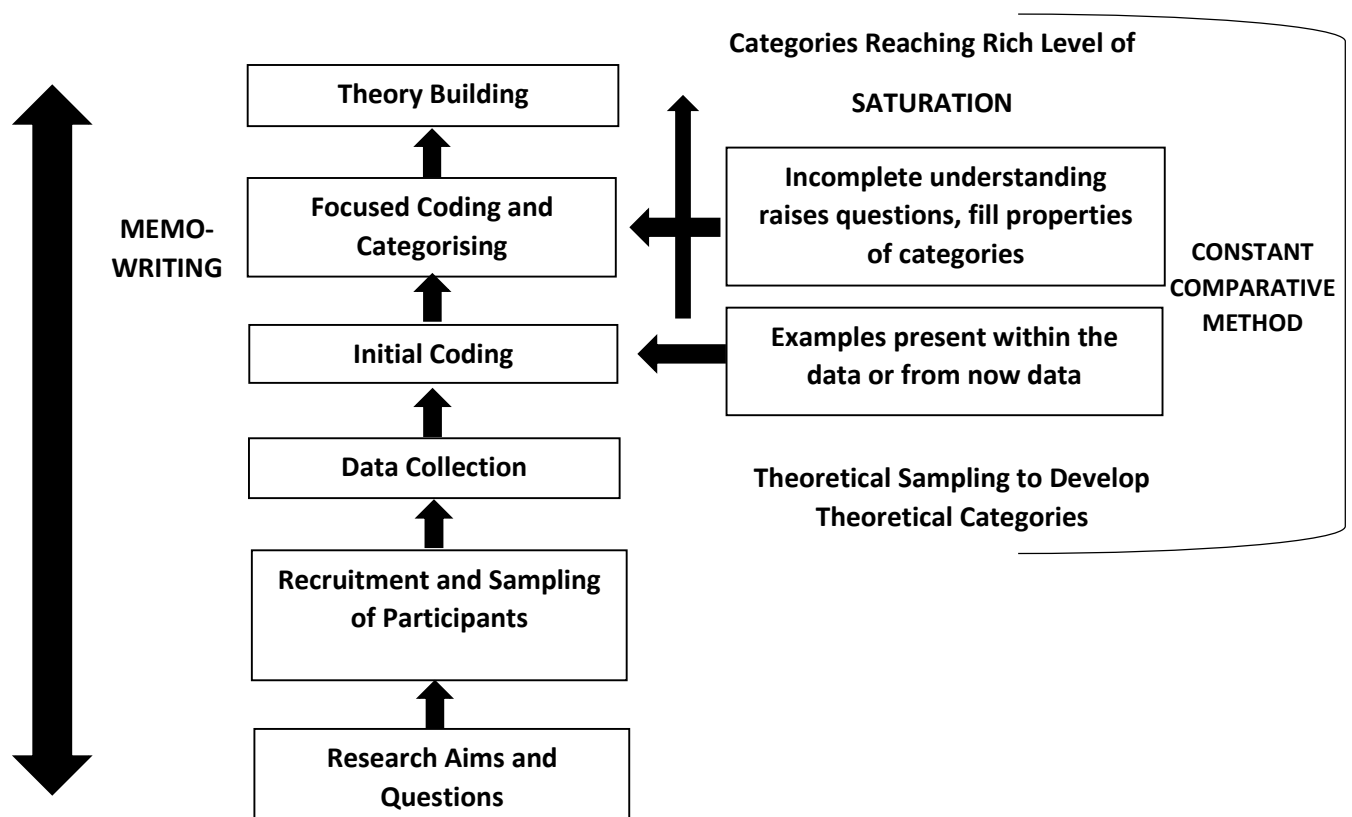 Categories Reaching Rich Level of
SATURATION
Theory Building
Focused Coding and
Categorising
Initial Coding
Data Collection
Recruitment and Sampling
of Participants
Research Aims and
Questions
MEMO-
WRITING
Incomplete understanding
raises questions, fill properties
of categories
Examples present within the
data or from now data
Theoretical Sampling to Develop
Theoretical Categories
CONSTANT
COMPARATIVE
METHOD